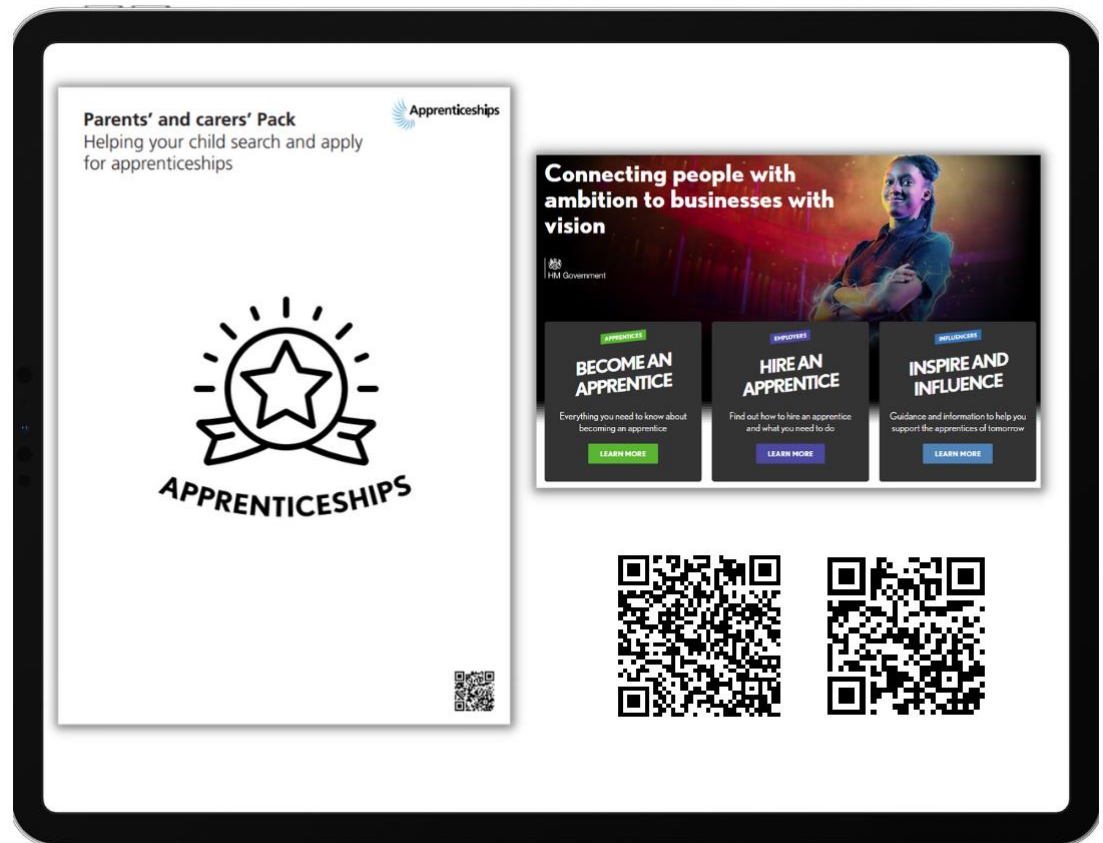 Parents’ and carers’ Pack
Helping your child search and apply
for apprenticeships
Apprenticeships
APPRENTICESHIPS
Connecting people with
ambition to businesses with
vision
HM Government
APPRENTICES
BECOME AN
APPRENTICE
Everything you need to know about
becoming an apprentice
LEARN MORE
EMPLOYERS
HIRE AN
APPRENTICE
Find out how to hire an apprentice
and what you need to do
LEARN MORE
INFLUENCERS
INSPIRE AND
INFLUENCE
Guidance and information to help you
support the apprentices of tomorrow
LEARN MORE